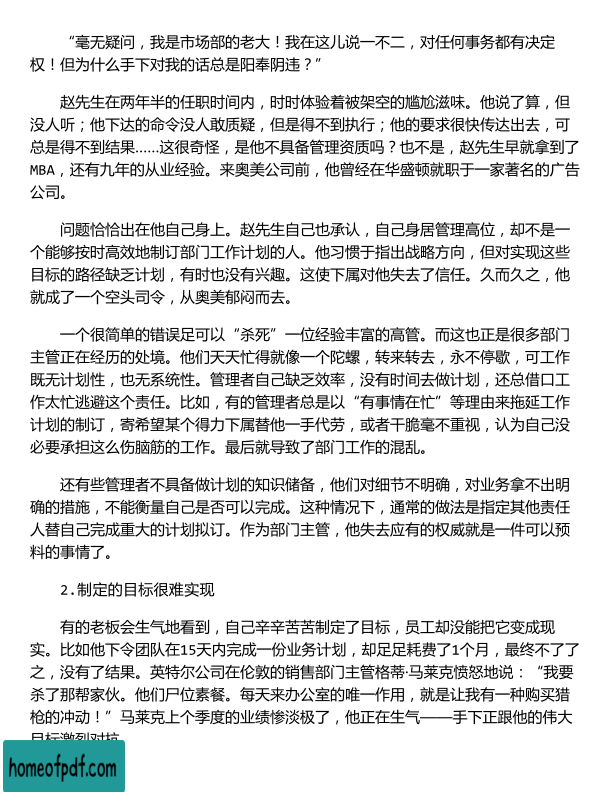 “毫无疑问，我是市场部的老大！我在这儿说一不二，对任何事务都有决定
权！但为什么手下对我的话总是阳奉阴违？”
赵先生在两年半的任职时间内，时时体验着被架空的尴尬滋味。他说了算，但
没人听；他下达的命令没人敢质疑，但是得不到执行；他的要求很快传达出去，可
总是得不到结果……这很奇怪，是他不具备管理资质吗？也不是，赵先生早就拿到了
MBA，还有九年的从业经验。来奥美公司前，他曾经在华盛顿就职于一家著名的广告
公司。
问题恰恰出在他自己身上。赵先生自己也承认，自己身居管理高位，却不是一
个能够按时高效地制订部门工作计划的人。他习惯于指出战略方向，但对实现这些
目标的路径缺乏计划，有时也没有兴趣。这使下属对他失去了信任。久而久之，他
就成了一个空头司令，从奥美郁闷而去。
一个很简单的错误足可以“杀死”一位经验丰富的高管。而这也正是很多部门
主管正在经历的处境。他们天天忙得就像一个陀螺，转来转去，永不停歇，可工作
既无计划性，也无系统性。管理者自己缺乏效率，没有时间去做计划，还总借口工
作太忙逃避这个责任。比如，有的管理者总是以“有事情在忙”等理由来拖延工作
计划的制订，寄希望某个得力下属替他一手代劳，或者干脆毫不重视，认为自己没
必要承担这么伤脑筋的工作。最后就导致了部门工作的混乱。
还有些管理者不具备做计划的知识储备，他们对细节不明确，对业务拿不出明
确的措施，不能衡量自己是否可以完成。这种情况下，通常的做法是指定其他责任
人替自己完成重大的计划拟订。作为部门主管，他失去应有的权威就是一件可以预
料的事情了。
2.制定的目标很难实现
有的老板会生气地看到，自己辛辛苦苦制定了目标，员工却没能把它变成现
实。比如他下令团队在15天内完成一份业务计划，却足足耗费了1个月，最终不了了
之，没有了结果。英特尔公司在伦敦的销售部门主管格蒂·马莱克愤怒地说：“我要
杀了那帮家伙。他们尸位素餐。每天来办公室的唯一作用，就是让我有一种购买猎
枪的冲动！”马莱克上个季度的业绩惨淡极了，他正在生气——手下正跟他的伟大
目标激烈对抗
homeofpdf.com